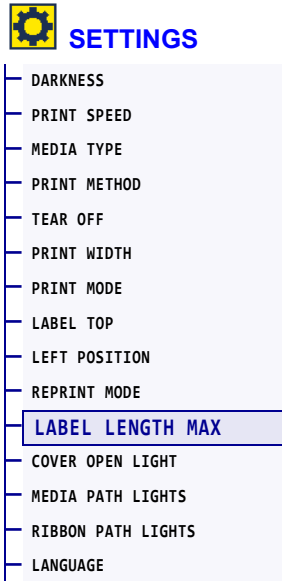 SETTINGS
DARKNESS
PRINT SPEED
MEDIA TYPE
PRINT METHOD
TEAR OFF
PRINT WIDTH
PRINT MODE
LABEL TOP
LEFT POSITION
REPRINT MODE
LABEL LENGTH MAX
COVER OPEN LIGHT
MEDIA PATH LIGHTS
RIBBON PATH LIGHTS
LANGUAGE